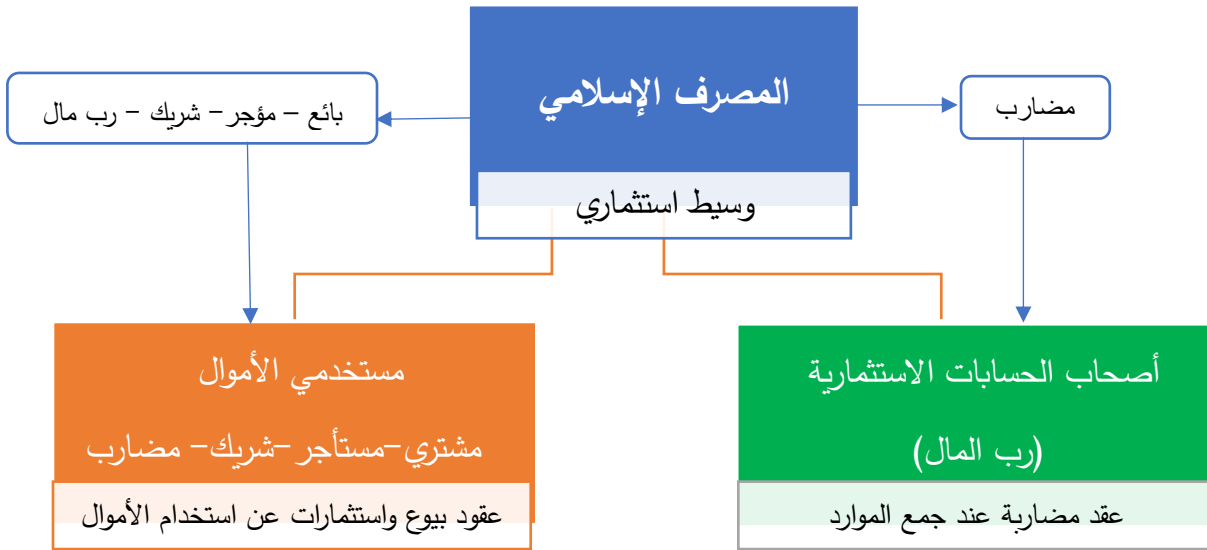 المصرف الإسلامي
وسيط استثماري
مضارب
بائع – مؤجر – شريك – رب مال
أصحاب الحسابات الاستثمارية
(رب المال)
عقد مضاربة عند جمع الموارد
مستخدمي الأموال
مشتري –مستأجر –شريك– مضارب
عقود بيوع واستثمارات عن استخدام الأموال